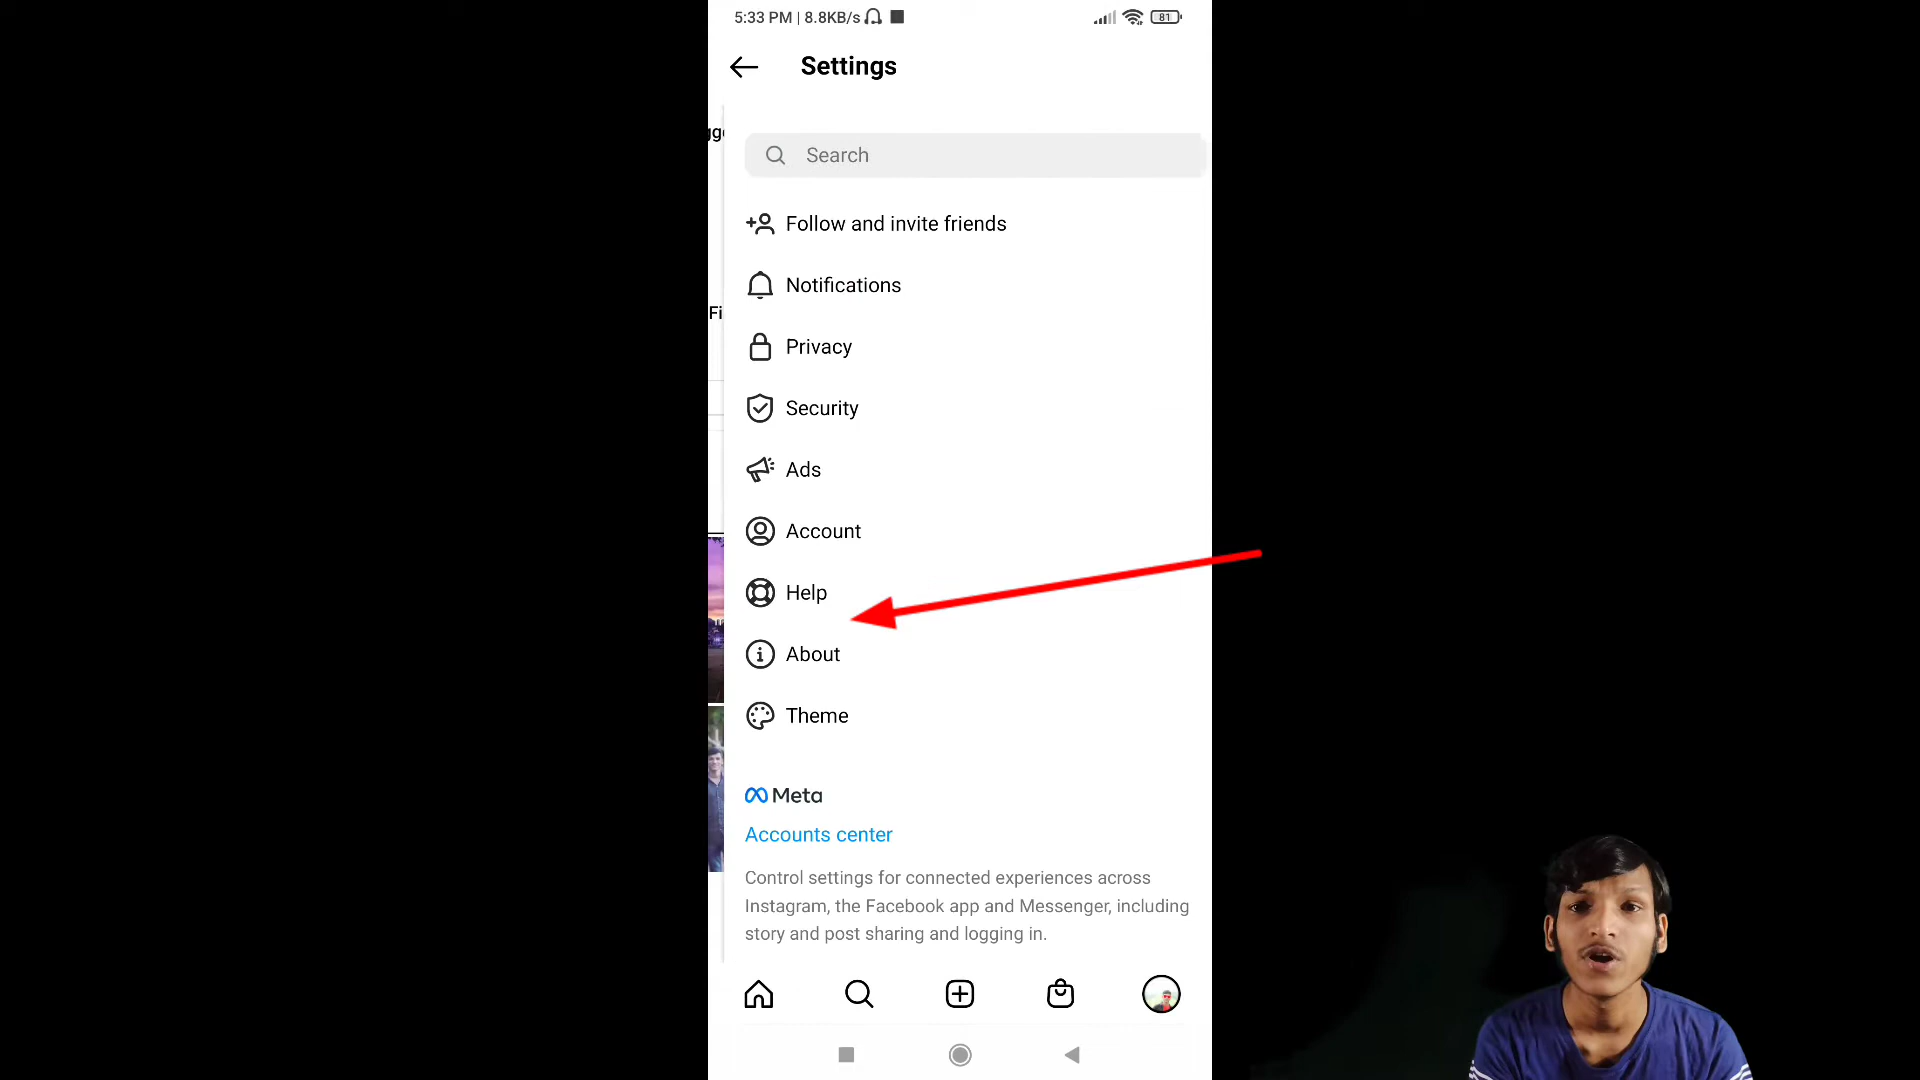 5:33 PM | 8.8KB/s 81
Settings
Search
Follow and invite friends
Notifications
Privacy
Security
Ads
Account
Help
About
Theme
Meta
Accounts center
Control settings for connected experiences across
Instagram, the Facebook app and Messenger, including
story and post sharing and logging in.
Fi